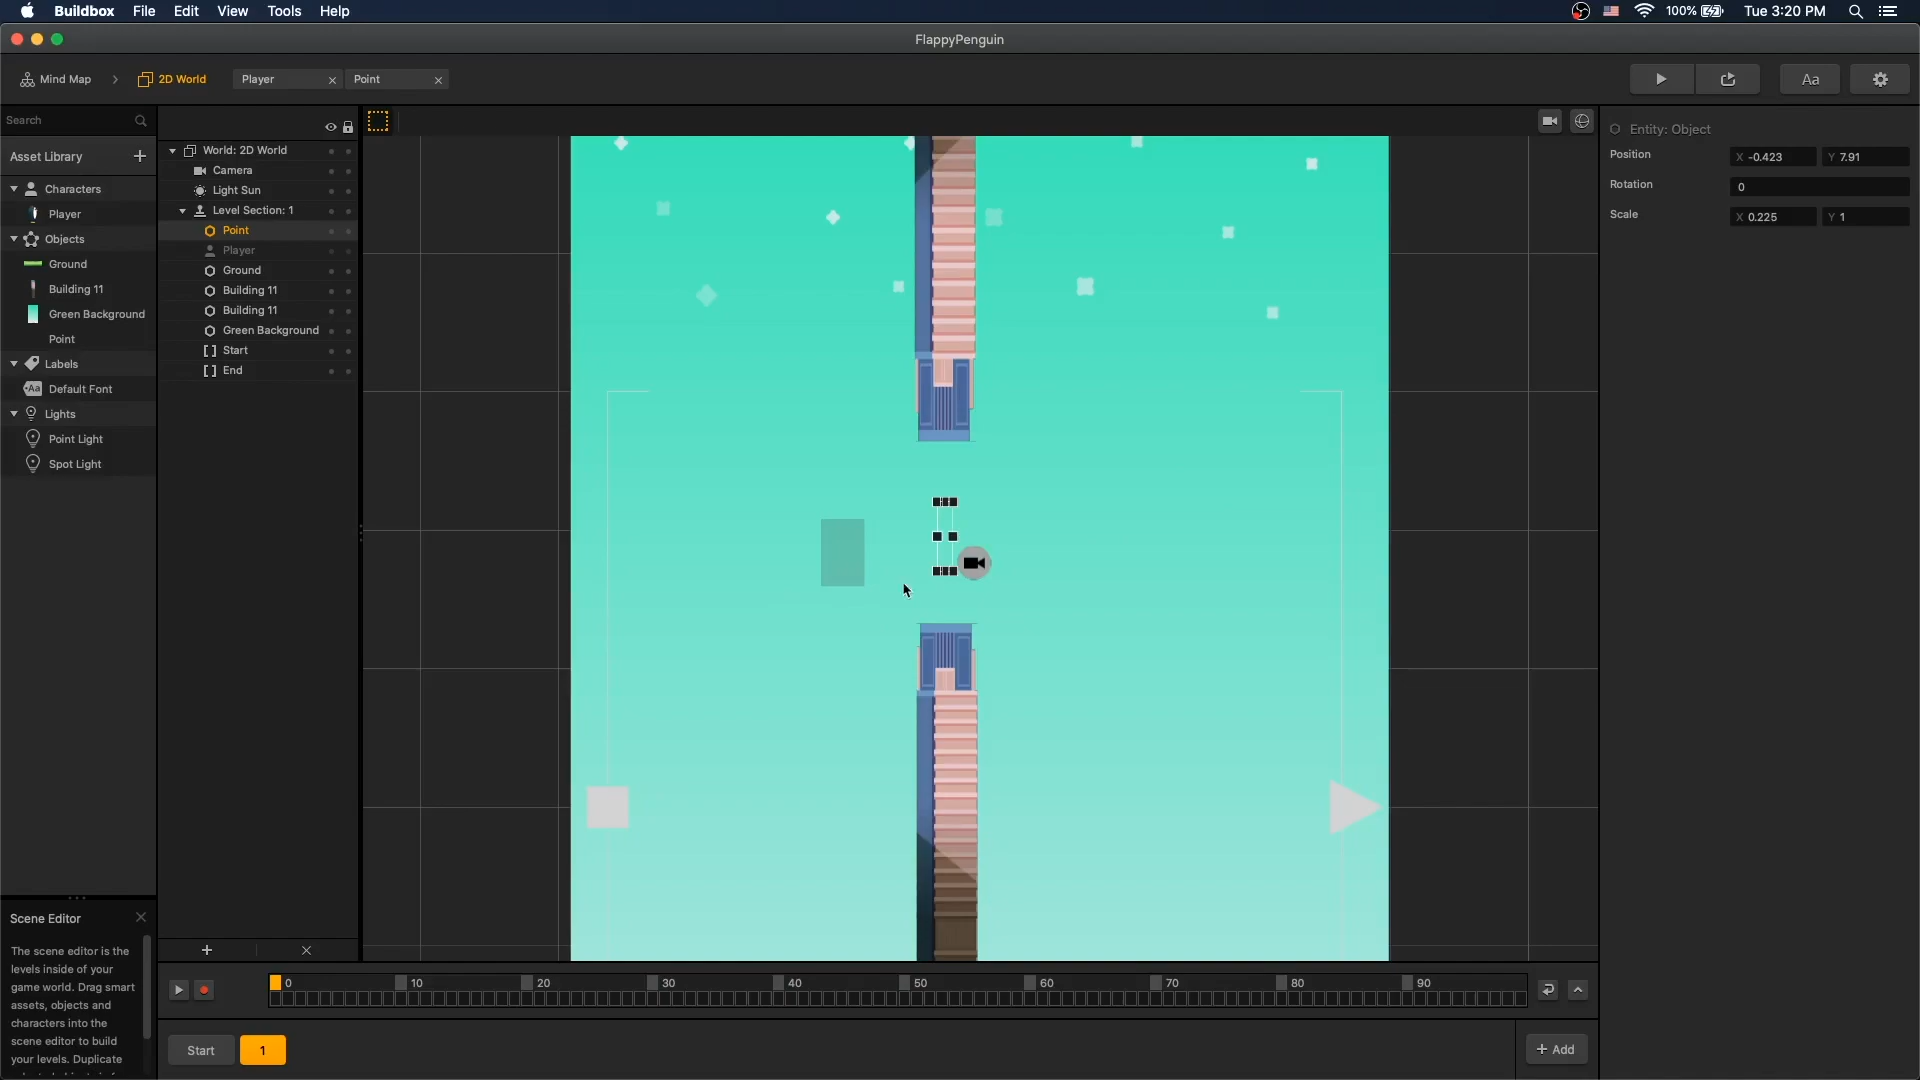 Buildbox File Edit View Tools Help 100% Tue 3:20 PM
FlappyPenguin
Mind Map 2D World Player Point Aa
Search
Asset Library
Characters
Player
Objects
Ground
Building 11
Green Background
Point
Labels
Aa Default Font
Lights
Point Light
Spot Light
World: 2D World
Camera
Light Sun
Level Section: 1
Point
Player
Ground
Building 11
Building 11
Green Background
Start
End
Entity: Object
Position X -0.423 Y 7.91
Rotation 0
Scale X 0.225 Y 1
Scene Editor
The scene editor is the
levels inside of your
game world. Drag smart
assets, objects and
characters into the
scene editor to build
your levels. Duplicate
0 10 20 30 40 50 60 70 80 90
Start 1 + Add